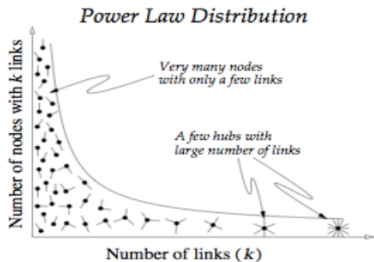 Power Law Distribution
Number of nodes with k links
Very many nodes
with only a few links
A few hubs with
large number of links
Number of links (k)